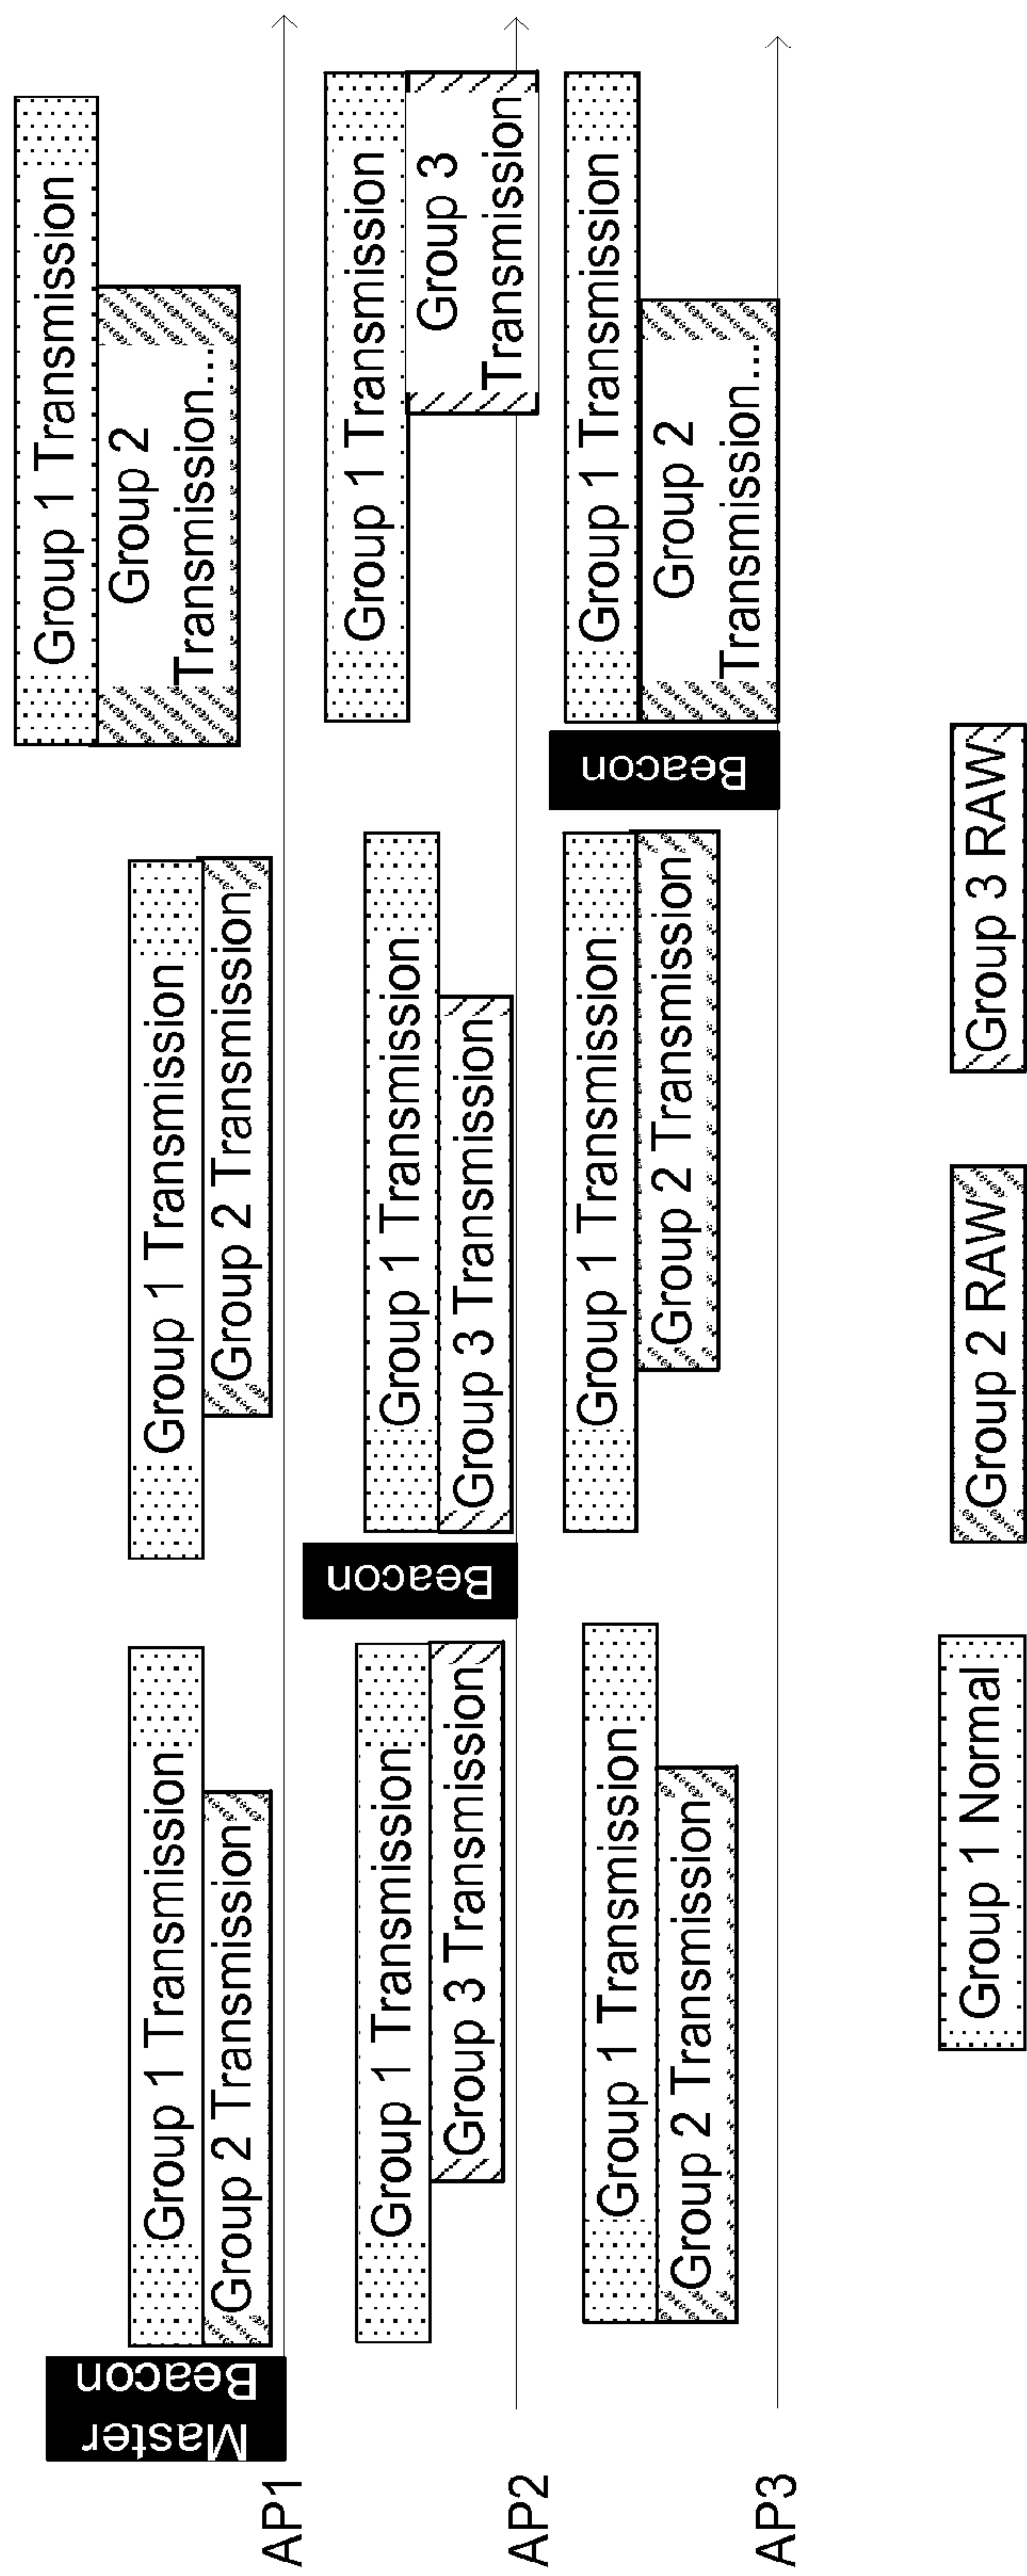 Master
Beacon
Group 1 Transmission
Group 2 Transmission
Group 1 Transmission
Group 2 Transmission
Group 1 Transmission
Group 2
Transmission...
AP1
Group 1 Transmission
Group 3 Transmission
Beacon
Group 1 Transmission
Group 3 Transmission
Group 1 Transmission
Group 3
Transmission
AP2
Group 1 Transmission
Group 2 Transmission
Group 1 Transmission
Group 2 Transmission
Beacon
Group 1 Transmission
Group 2
Transmission...
AP3
Group 1 Normal
Group 2 RAW
Group 3 RAW